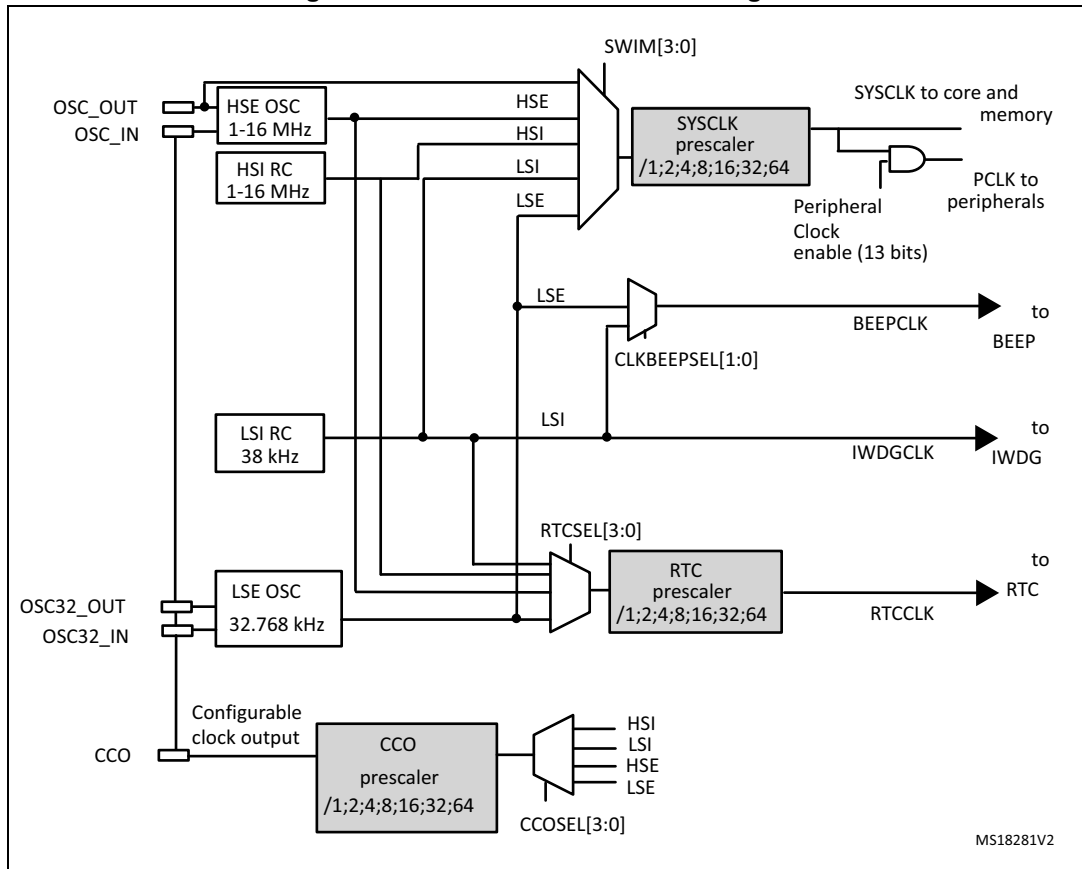 SWIM[3:0]
OSC_OUT
OSC_IN
HSE OSC
1-16 MHz
HSI RC
1-16 MHz
HSE
HSI
LSI
LSE
SYSCLK
prescaler
/1;2;4;8;16;32;64
SYSCLK to core and
memory
PCLK to
peripherals
Peripheral
Clock
enable (13 bits)
LSE
CLKBEEPSEL[1:0]
BEEPCLK
to
BEEP
LSI RC
38 kHz
LSI
IWDGCLK
to
IWDG
RTCSEL[3:0]
OSC32_OUT
OSC32_IN
LSE OSC
32.768 kHz
RTC
prescaler
/1;2;4;8;16;32;64
RTCCLK
to
RTC
Configurable
clock output
CCO
CCO
prescaler
/1;2;4;8;16;32;64
HSI
LSI
HSE
LSE
CCOSEL[3:0]
MS18281V2